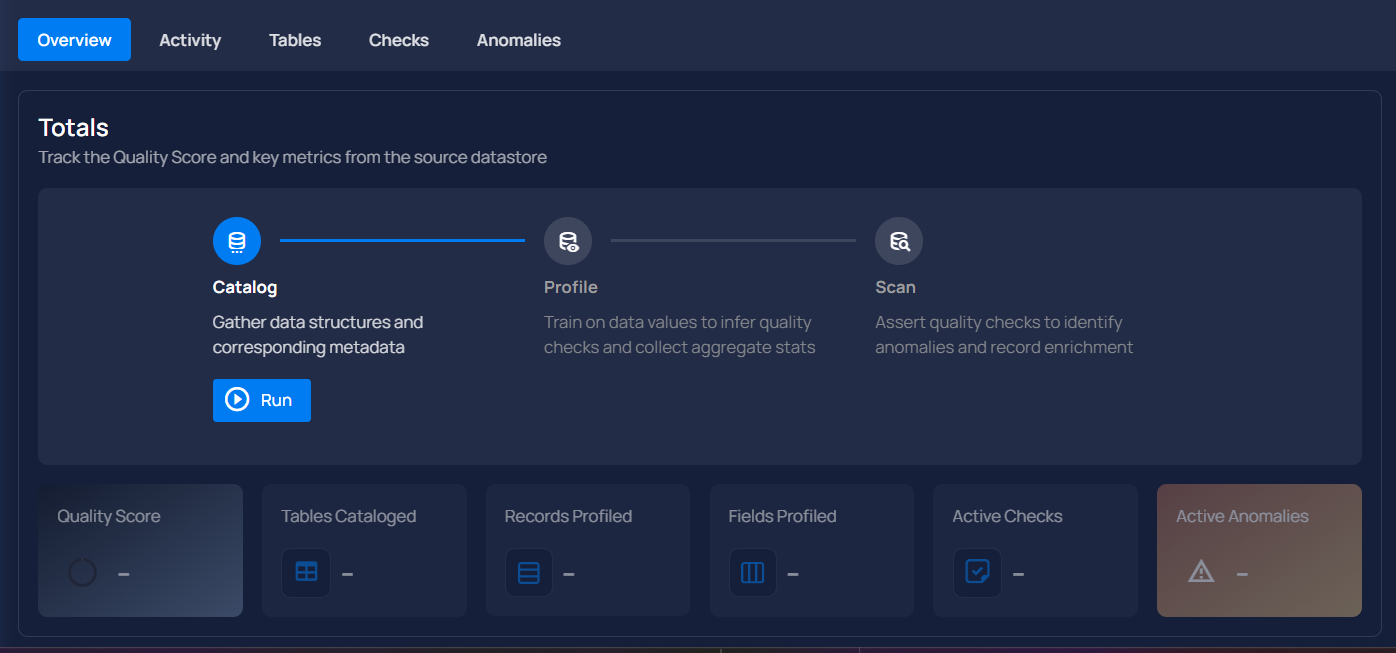 Overview Activity Tables Checks Anomalies
Totals
Track the Quality Score and key metrics from the source datastore
Catalog
Gather data structures and
corresponding metadata
Run
Profile
Train on data values to infer quality
checks and collect aggregate stats
Scan
Assert quality checks to identify
anomalies and record enrichment
Quality Score
–
Tables Cataloged
–
Records Profiled
–
Fields Profiled
–
Active Checks
–
Active Anomalies
–